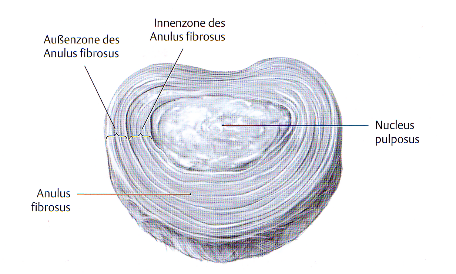 Innenzone des
Anulus fibrosus
Außenzone des
Anulus fibrosus
Nucleus
pulposus
Anulus
fibrosus